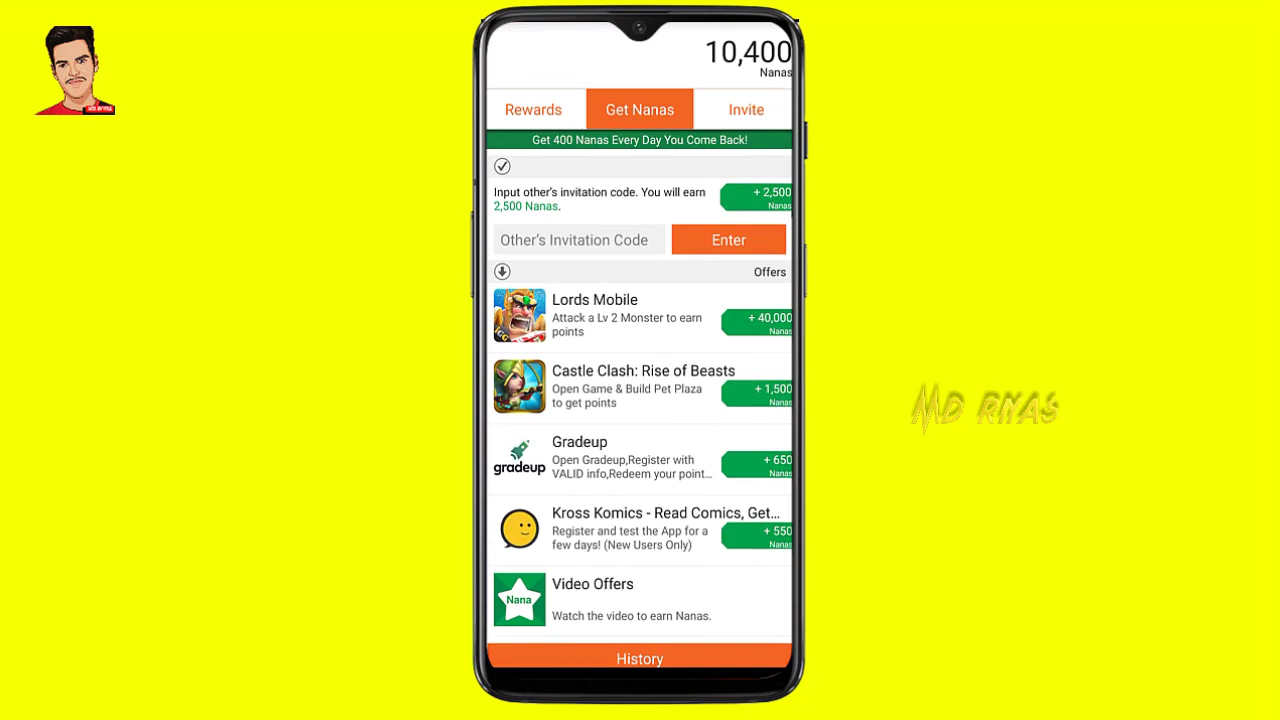 MD RIYAS
10,400
Nanas
Rewards
Get Nanas
Invite
Get 400 Nanas Every Day You Come Back!
Input other's invitation code. You will earn
2,500 Nanas.
+ 2,500
Nanas
Other's Invitation Code
Enter
Offers
Lords Mobile
Attack a Lv 2 Monster to earn
points
+ 40,000
Nanas
IGG
Castle Clash: Rise of Beasts
Open Game & Build Pet Plaza
to get points
+ 1,500
Nanas
gradeup
Gradeup
Open Gradeup,Register with
VALID info,Redeem your point...
+ 650
Nanas
Kross Komics - Read Comics, Get...
Register and test the App for a
few days! (New Users Only)
+ 550
Nanas
Nana
Video Offers
Watch the video to earn Nanas.
History
MD RIYAS